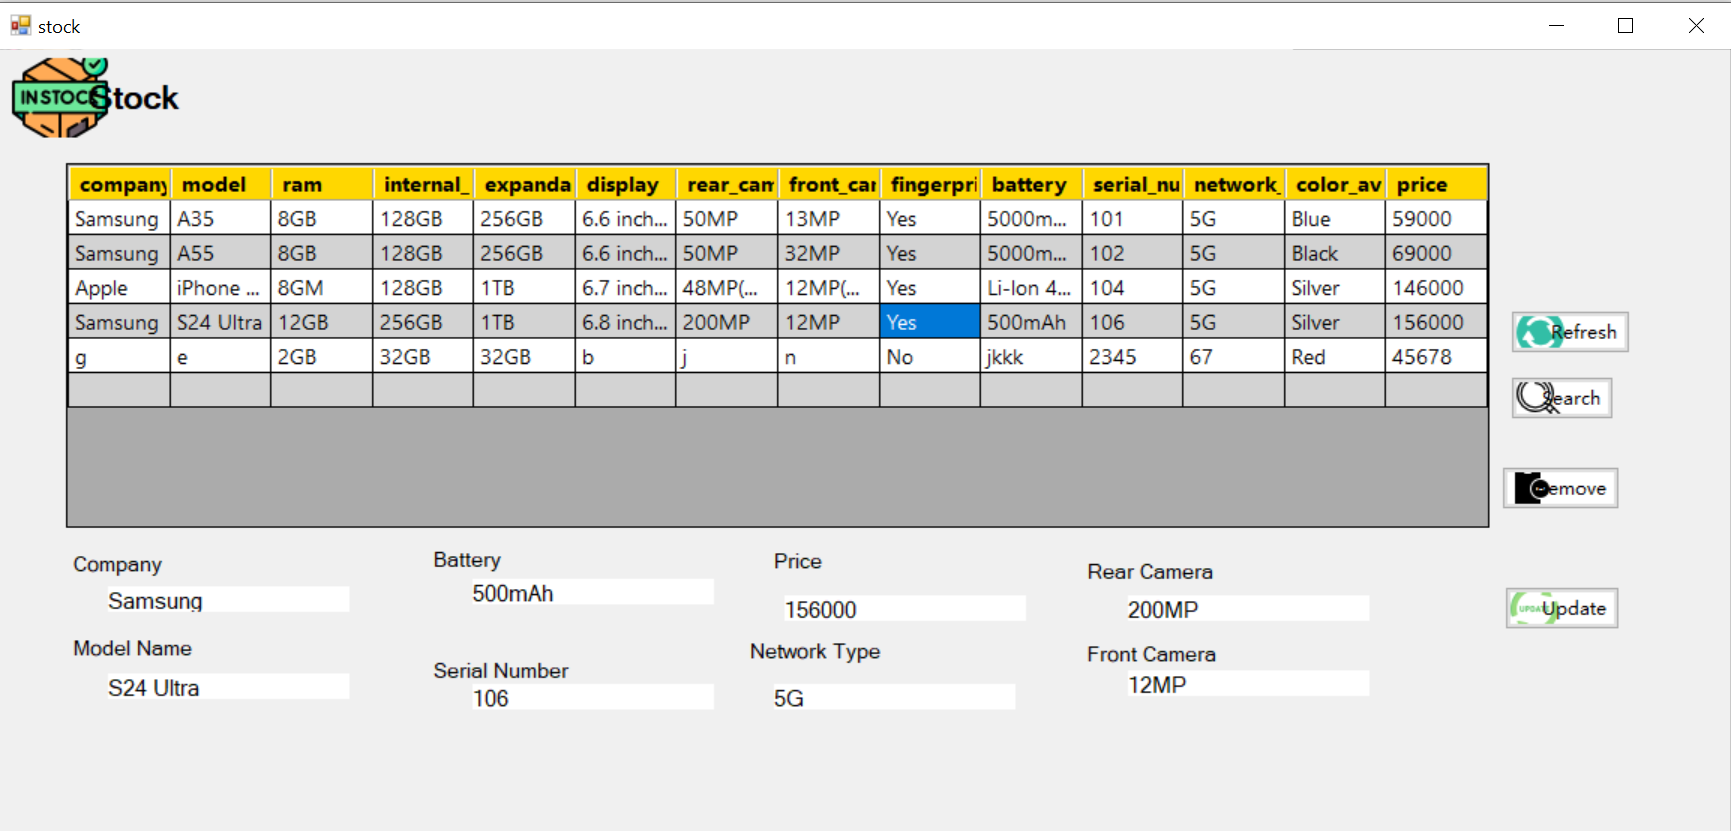 stock
IN STOC
Stock
company model ram internal_ expanda display rear_cam front_car fingerpri battery serial_nu network_ color_av price
Samsung A35 8GB 128GB 256GB 6.6 inch... 50MP 13MP Yes 5000m... 101 5G Blue 59000
Samsung A55 8GB 128GB 256GB 6.6 inch... 50MP 32MP Yes 5000m... 102 5G Black 69000
Apple iPhone ... 8GM 128GB 1TB 6.7 inch... 48MP(... 12MP(... Yes Li-Ion 4... 104 5G Silver 146000
Samsung S24 Ultra 12GB 256GB 1TB 6.8 inch... 200MP 12MP Yes 500mAh 106 5G Silver 156000
g e 2GB 32GB 32GB b j n No jkkk 2345 67 Red 45678
Refresh
Search
emove
Company
Samsung
Battery
500mAh
Price
156000
Rear Camera
200MP
UPDATE
Update
Model Name
S24 Ultra
Serial Number
106
Network Type
5G
Front Camera
12MP